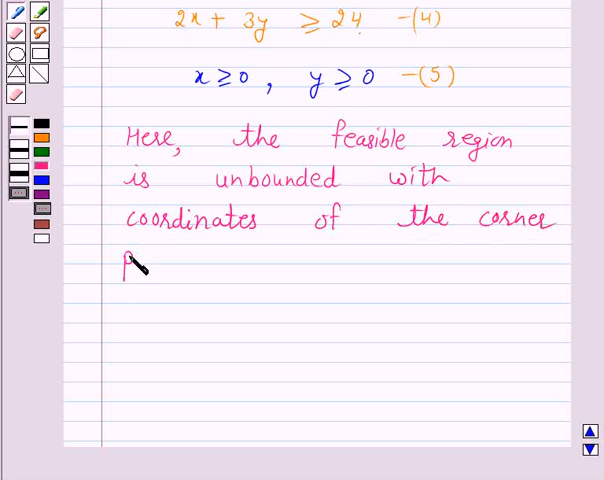 2x + 3y ≥ 24 -(4)
x ≥ 0 , y ≥ 0 -(5)
Here, the feasible region
is unbounded with
coordinates of the corner
p